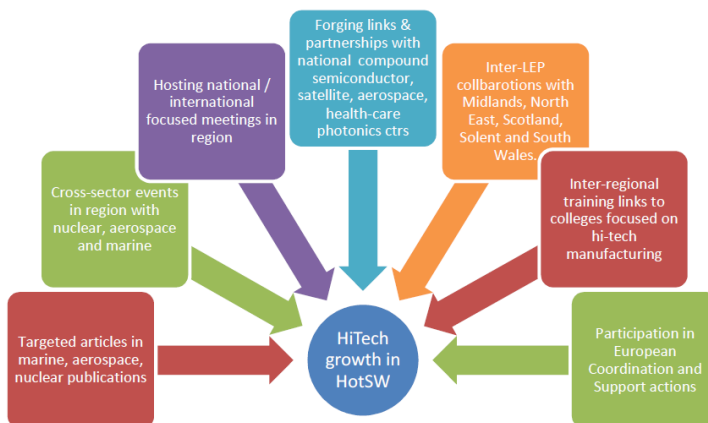 Forging links &
partnerships with
national compound
semiconductor,
satellite, aerospace,
health-care
photonics ctrs
Hosting national /
international
focused meetings in
region
Inter-LEP
collbarotions with
Midlands, North
East, Scotland,
Solent and South
Wales.
Cross-sector events
in region with
nuclear, aerospace
and marine
Inter-regional
training links to
colleges focused on
hi-tech
manufacturing
Targeted articles in
marine, aerospace,
nuclear publications
HiTech
growth in
HotSW
Participation in
European
Coordination and
Support actions